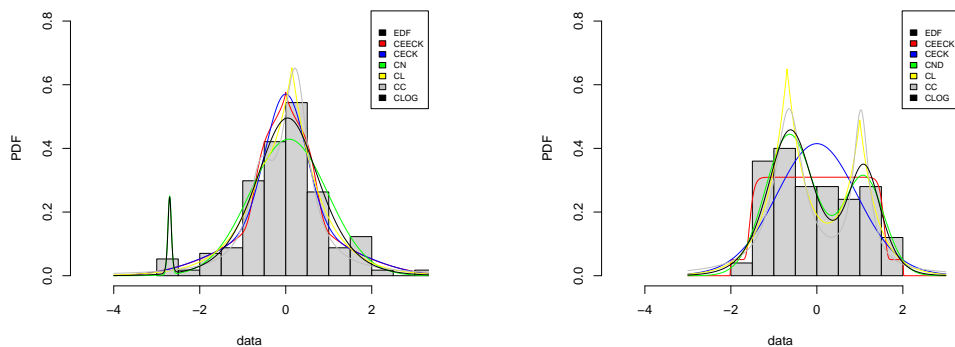 0.8
0.6
0.4
0.2
0.0
PDF
-4
-2
0
2
data
EDF
CEECK
CECK
CN
CL
CC
CLOG
0.8
0.6
0.4
0.2
0.0
PDF
-4
-2
0
2
data
EDF
CEECK
CECK
CND
CL
CC
CLOG